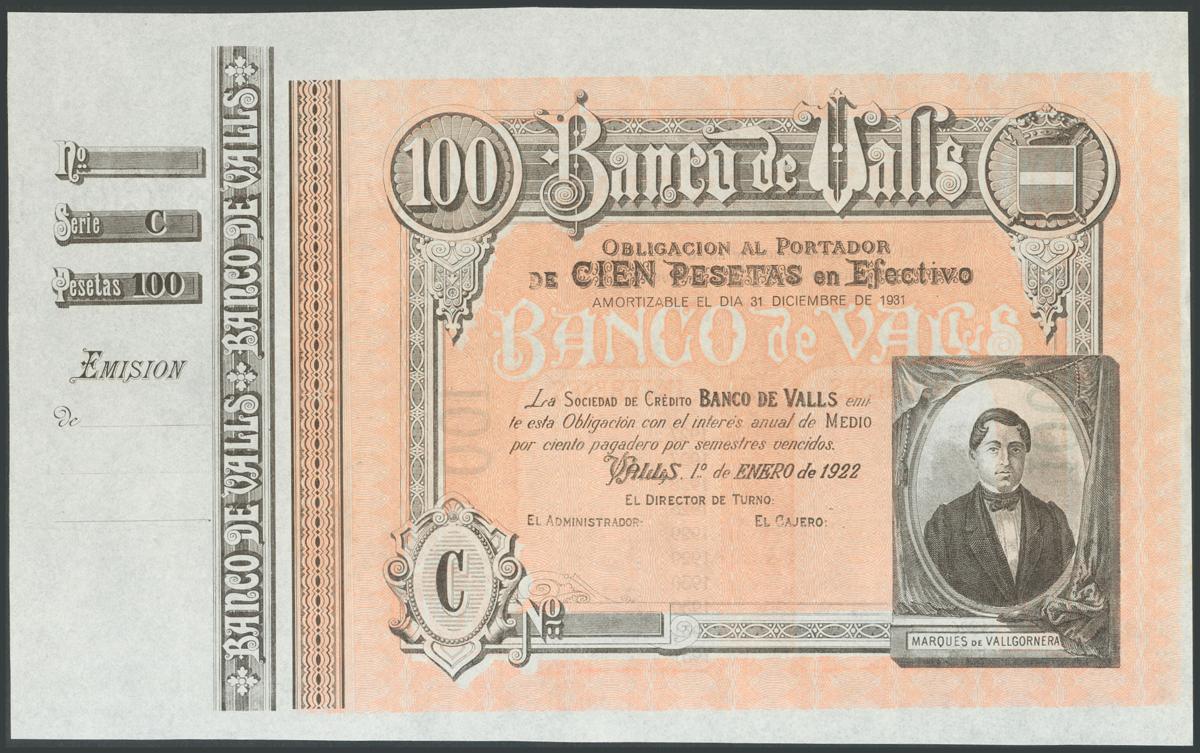 Nº
Serie C
Pesetas 100
EMISION
de
BANCO DE VALLS BANCO DE VALLS
100 Banco de Valls
OBLIGACION AL PORTADOR
DE CIEN PESETAS en Efectivo
AMORTIZABLE EL DIA 31 DICIEMBRE DE 1931
BANCO de VALLS
La SOCIEDAD DE CRÉDITO BANCO DE VALLS emi
te esta Obligación con el interés anual de MEDIO
por ciento pagadero por semestres vencidos.
VALLS, 1.º de ENERO de 1922
EL DIRECTOR DE TURNO:
EL ADMINISTRADOR: EL CAJERO:
C
Nº
MARQUES DE VALLGORNERA